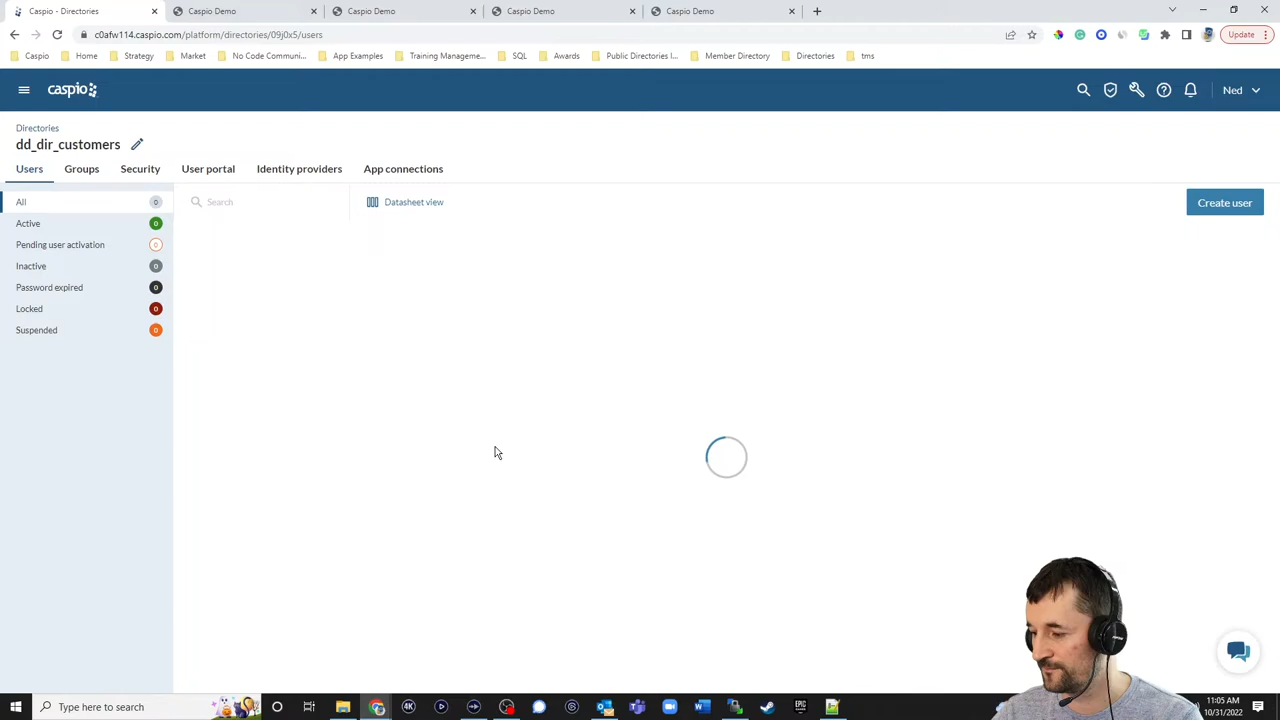 Caspio - Directories
Caspio Demo
Caspio Demo
Caspio Demo
Caspio Demo
c0afw114.caspio.com/platform/directories/09j0x5/users
Update
Caspio
Home
Strategy
Market
No Code Communi...
App Examples
Training Manageme...
SQL
Awards
Public Directories I...
Member Directory
Directories
tms
caspio
Ned
Directories
dd_dir_customers
Users
Groups
Security
User portal
Identity providers
App connections
All 0
Search
Datasheet view
Create user
Active 0
Pending user activation 0
Inactive 0
Password expired 0
Locked 0
Suspended 0
Type here to search
4K
EPIC
11:05 AM
10/31/2022